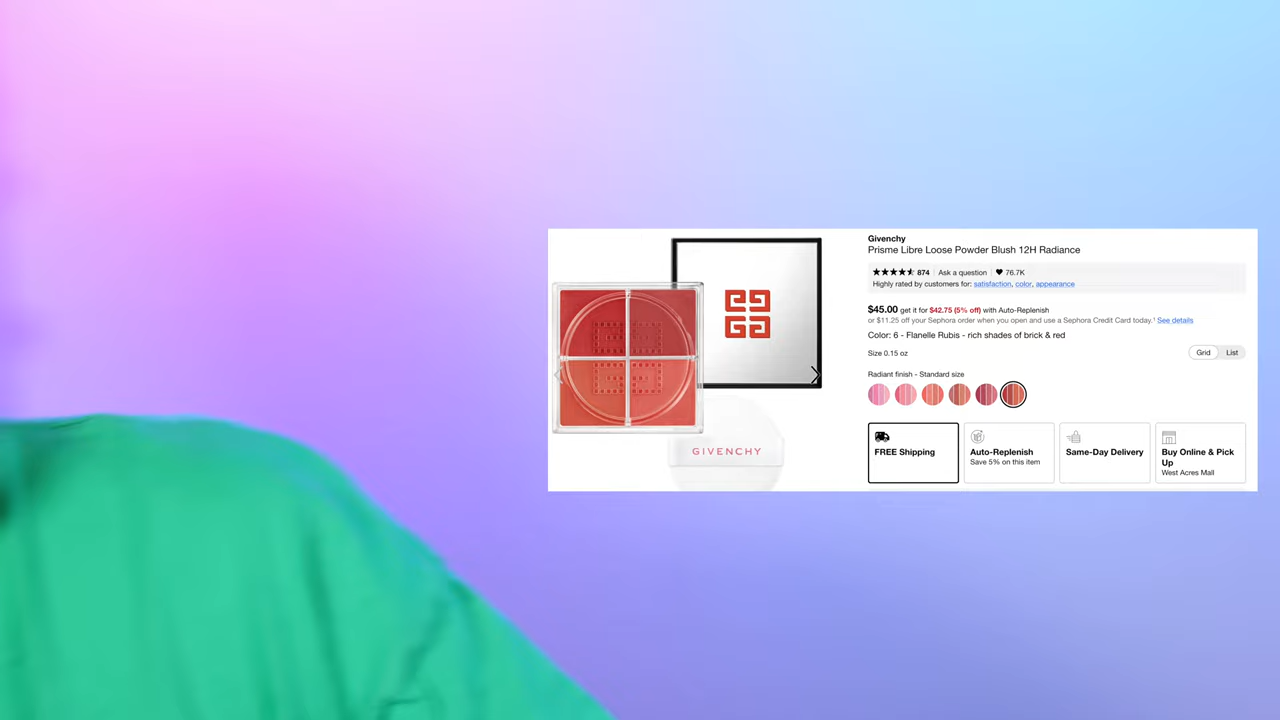 Givenchy
Prisme Libre Loose Powder Blush 12H Radiance
874 Ask a question 76.7K
Highly rated by customers for: satisfaction, color, appearance
$45.00 get it for $42.75 (5% off) with Auto-Replenish
or $11.25 off your Sephora order when you open and use a Sephora Credit Card today.¹ See details
Color: 6 - Flanelle Rubis - rich shades of brick & red
Size 0.15 oz
Grid List
Radiant finish - Standard size
FREE Shipping
Auto-Replenish
Save 5% on this item
Same-Day Delivery
Buy Online & Pick
Up
West Acres Mall
GIVENCHY